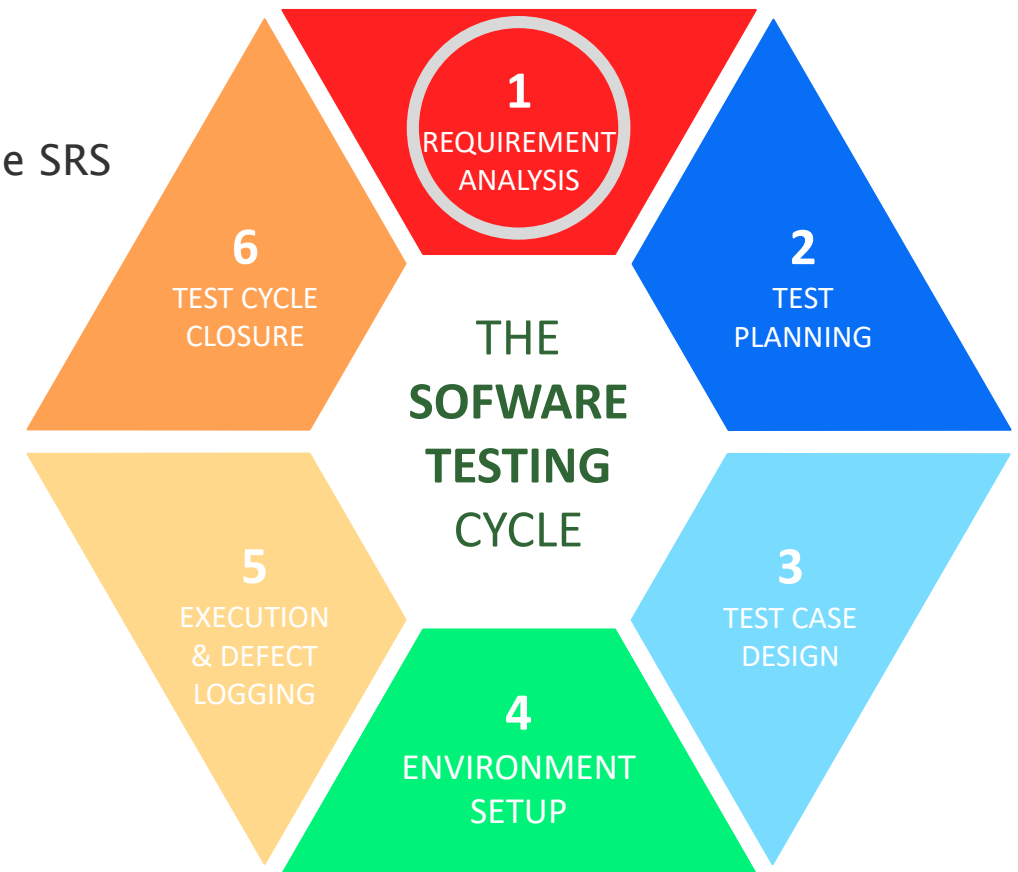 e SRS
1
REQUIREMENT
ANALYSIS
2
TEST
PLANNING
3
TEST CASE
DESIGN
4
ENVIRONMENT
SETUP
5
EXECUTION
& DEFECT
LOGGING
6
TEST CYCLE
CLOSURE
THE
SOFWARE
TESTING
CYCLE